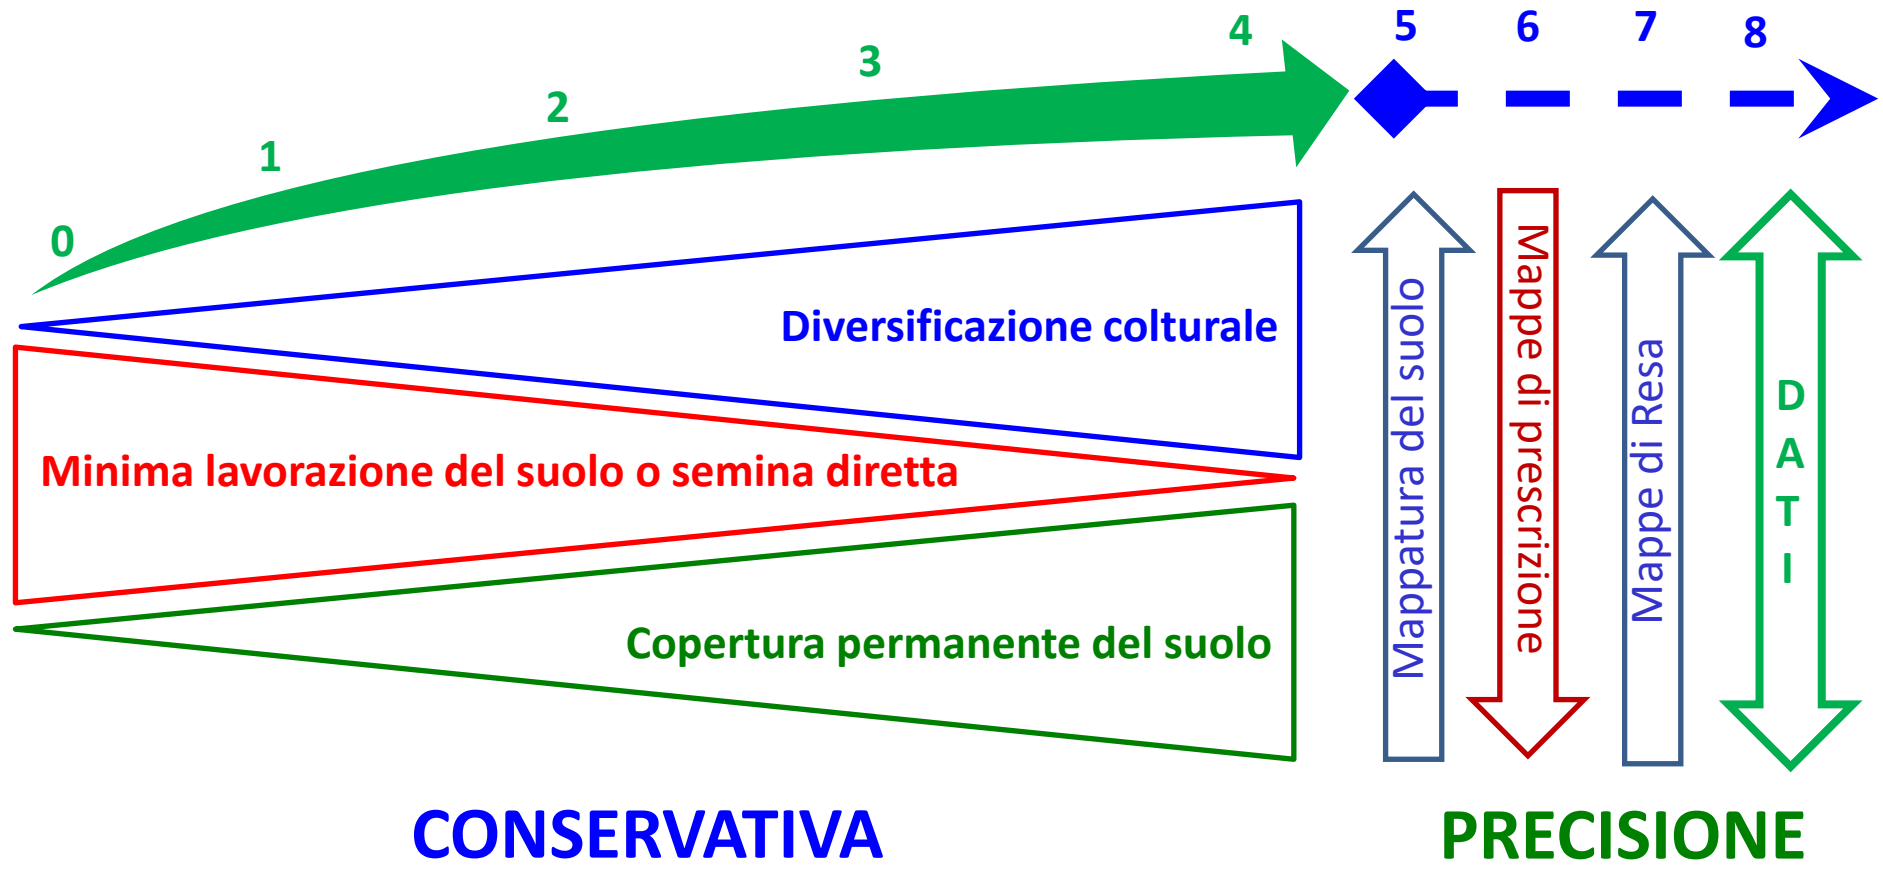 0
1
2
3
4
5
6
7
8
Diversificazione colturale
Minima lavorazione del suolo o semina diretta
Copertura permanente del suolo
Mappatura del suolo
Mappe di prescrizione
Mappe di Resa
D
A
T
I
CONSERVATIVA
PRECISIONE